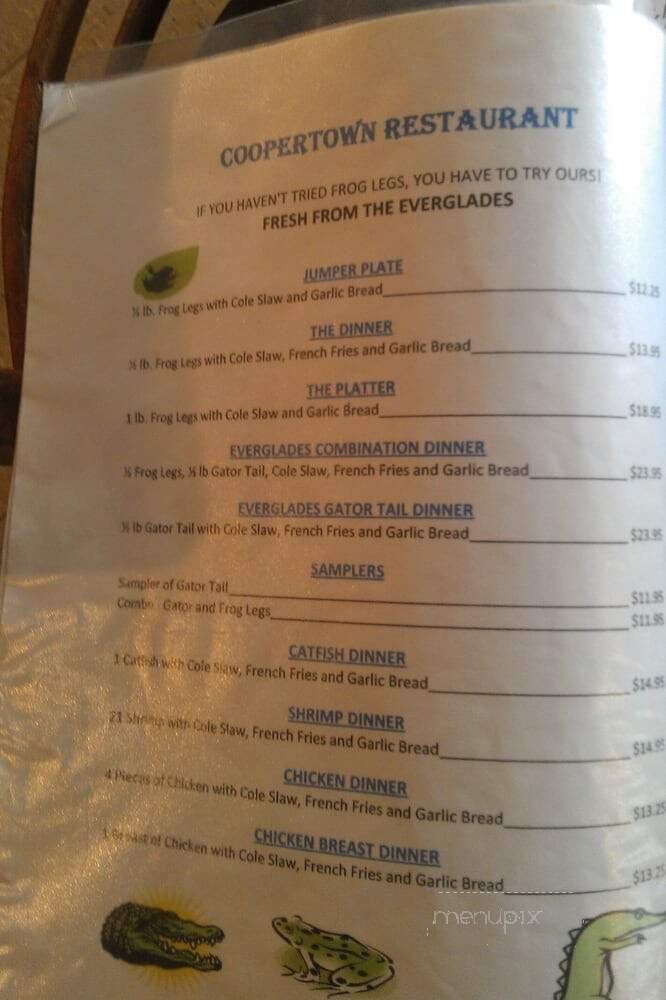 COOPERTOWN RESTAURANT
IF YOU HAVEN'T TRIED FROG LEGS, YOU HAVE TO TRY OURS!
FRESH FROM THE EVERGLADES
JUMPER PLATE
½ lb. Frog Legs with Cole Slaw and Garlic Bread $12.25
THE DINNER
½ lb. Frog Legs with Cole Slaw, French Fries and Garlic Bread $13.95
THE PLATTER
1 lb. Frog Legs with Cole Slaw and Garlic Bread $18.95
EVERGLADES COMBINATION DINNER
½ Frog Legs, ½ lb Gator Tail, Cole Slaw, French Fries and Garlic Bread $23.95
EVERGLADES GATOR TAIL DINNER
½ lb Gator Tail with Cole Slaw, French Fries and Garlic Bread $23.95
SAMPLERS
Sampler of Gator Tail $11.95
Combo - Gator and Frog Legs $11.95
CATFISH DINNER
1 Catfish with Cole Slaw, French Fries and Garlic Bread $14.95
SHRIMP DINNER
21 Shrimp with Cole Slaw, French Fries and Garlic Bread $14.95
CHICKEN DINNER
4 Pieces of Chicken with Cole Slaw, French Fries and Garlic Bread $13.25
CHICKEN BREAST DINNER
1 Breast of Chicken with Cole Slaw, French Fries and Garlic Bread $13.25
menupix